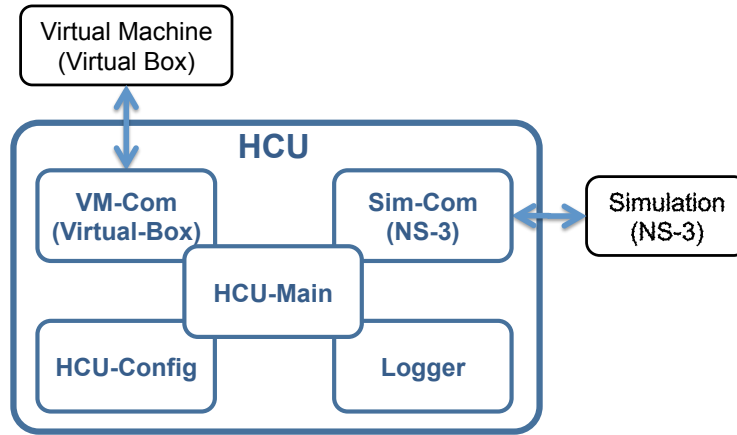 Virtual Machine
(Virtual Box)
HCU
VM-Com
(Virtual-Box)
Sim-Com
(NS-3)
Simulation
(NS-3)
HCU-Main
HCU-Config
Logger